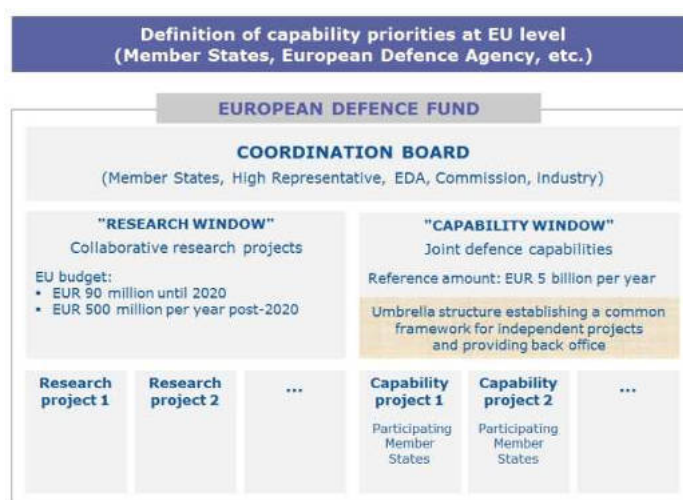 Definition of capability priorities at EU level
(Member States, European Defence Agency, etc.)
EUROPEAN DEFENCE FUND
COORDINATION BOARD
(Member States, High Representative, EDA, Commission, Industry)
"RESEARCH WINDOW"
Collaborative research projects
EU budget:
▪ EUR 90 million until 2020
▪ EUR 500 million per year post-2020
"CAPABILITY WINDOW"
Joint defence capabilities
Reference amount: EUR 5 billion per year
Umbrella structure establishing a common
framework for independent projects
and providing back office
Research
project 1
Research
project 2
...
Capability
project 1
Participating
Member
States
Capability
project 2
Participating
Member
States
...